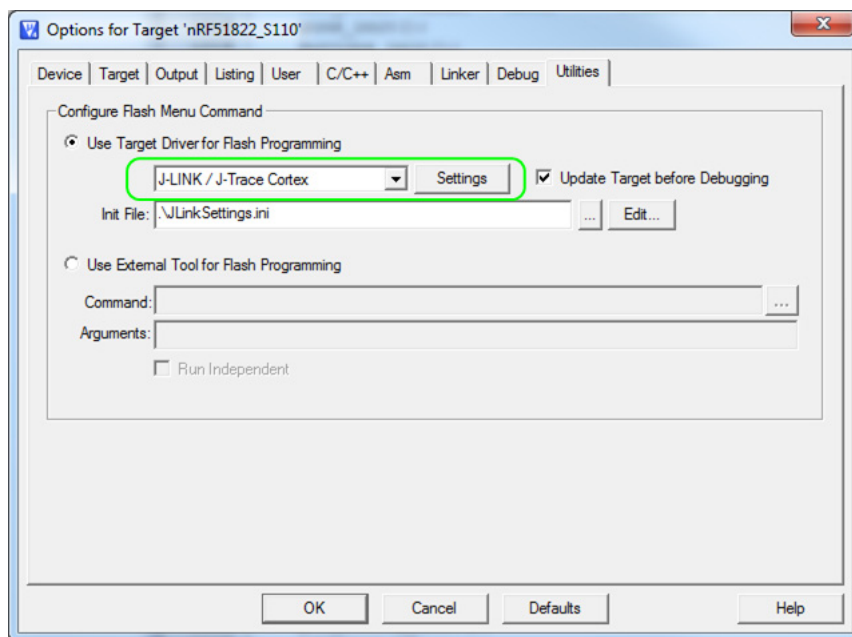 Options for Target 'nRF51822_S110'
Device Target Output Listing User C/C++ Asm Linker Debug Utilities
Configure Flash Menu Command
Use Target Driver for Flash Programming
J-LINK / J-Trace Cortex Settings Update Target before Debugging
Init File: .\JLinkSettings.ini ... Edit...
Use External Tool for Flash Programming
Command: ...
Arguments:
Run Independent
OK Cancel Defaults Help